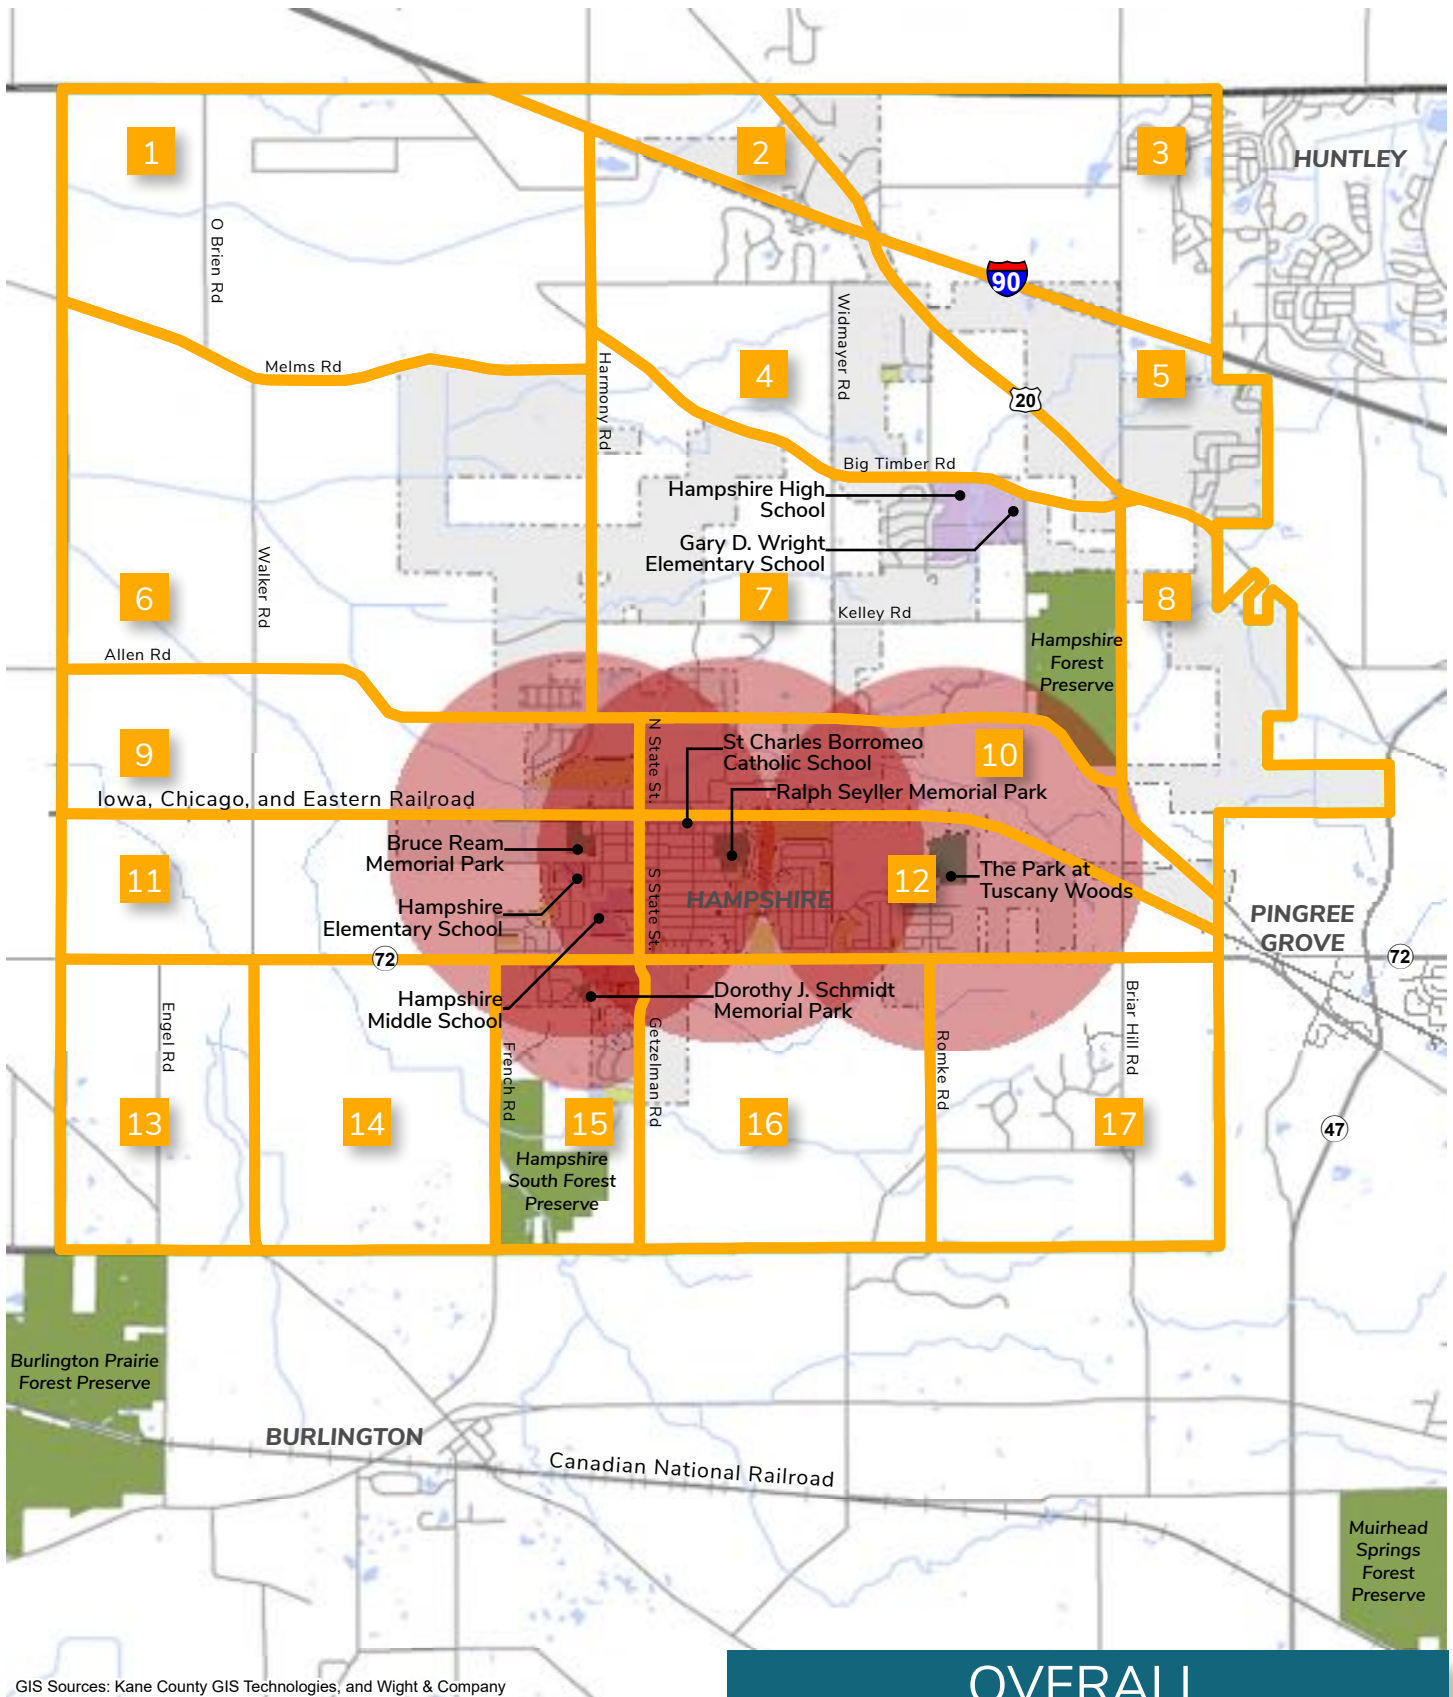 1
2
3
HUNTLEY
O Brien Rd
90
Widmayer Rd
Melms Rd
Harmony Rd
4
5
20
Big Timber Rd
Hampshire High
School
Gary D. Wright
Elementary School
Walker Rd
6
7
8
Kelley Rd
Hampshire
Forest
Preserve
Allen Rd
9
N State St.
St Charles Borromeo
Catholic School
10
Iowa, Chicago, and Eastern Railroad
Ralph Seyller Memorial Park
Bruce Ream
Memorial Park
11
S State St.
HAMPSHIRE
12
The Park at
Tuscany Woods
Hampshire
Elementary School
PINGREE
GROVE
72
72
Hampshire
Middle School
Dorothy J. Schmidt
Memorial Park
Engel Rd
French Rd
Getzelman Rd
Romke Rd
Briar Hill Rd
13
14
15
16
17
47
Hampshire
South Forest
Preserve
Burlington Prairie
Forest Preserve
BURLINGTON
Canadian National Railroad
Muirhead
Springs
Forest
Preserve
GIS Sources: Kane County GIS Technologies, and Wight & Company
OVERALL